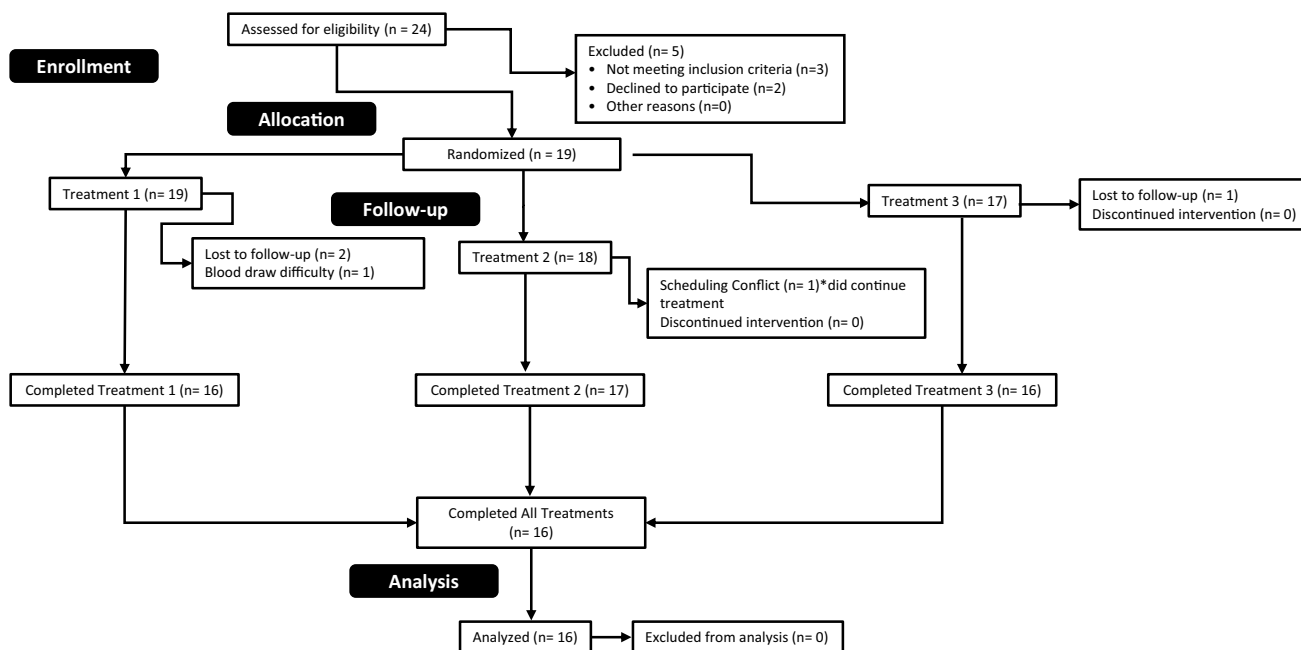 Assessed for eligibility (n = 24)
Enrollment
Excluded (n= 5)
• Not meeting inclusion criteria (n=3)
• Declined to participate (n=2)
• Other reasons (n=0)
Allocation
Randomized (n = 19)
Treatment 1 (n= 19)
Follow-up
Treatment 3 (n= 17)
Lost to follow-up (n= 1)
Discontinued intervention (n= 0)
Lost to follow-up (n= 2)
Blood draw difficulty (n= 1)
Treatment 2 (n= 18)
Scheduling Conflict (n= 1)*did continue
treatment
Discontinued intervention (n= 0)
Completed Treatment 1 (n= 16)
Completed Treatment 2 (n= 17)
Completed Treatment 3 (n= 16)
Completed All Treatments
(n= 16)
Analysis
Analyzed (n= 16)
Excluded from analysis (n= 0)